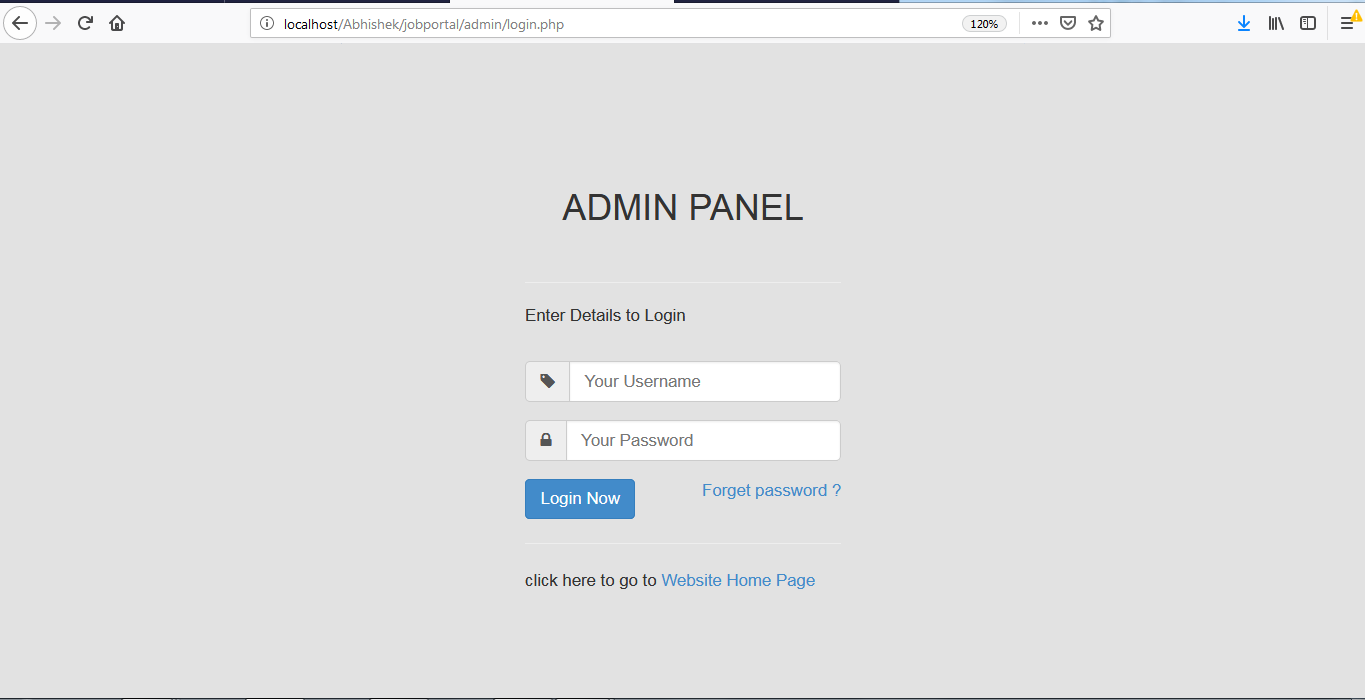 localhost/Abhishek/jobportal/admin/login.php 120%
ADMIN PANEL
Enter Details to Login
Your Username
Your Password
Login Now Forget password ?
click here to go to Website Home Page